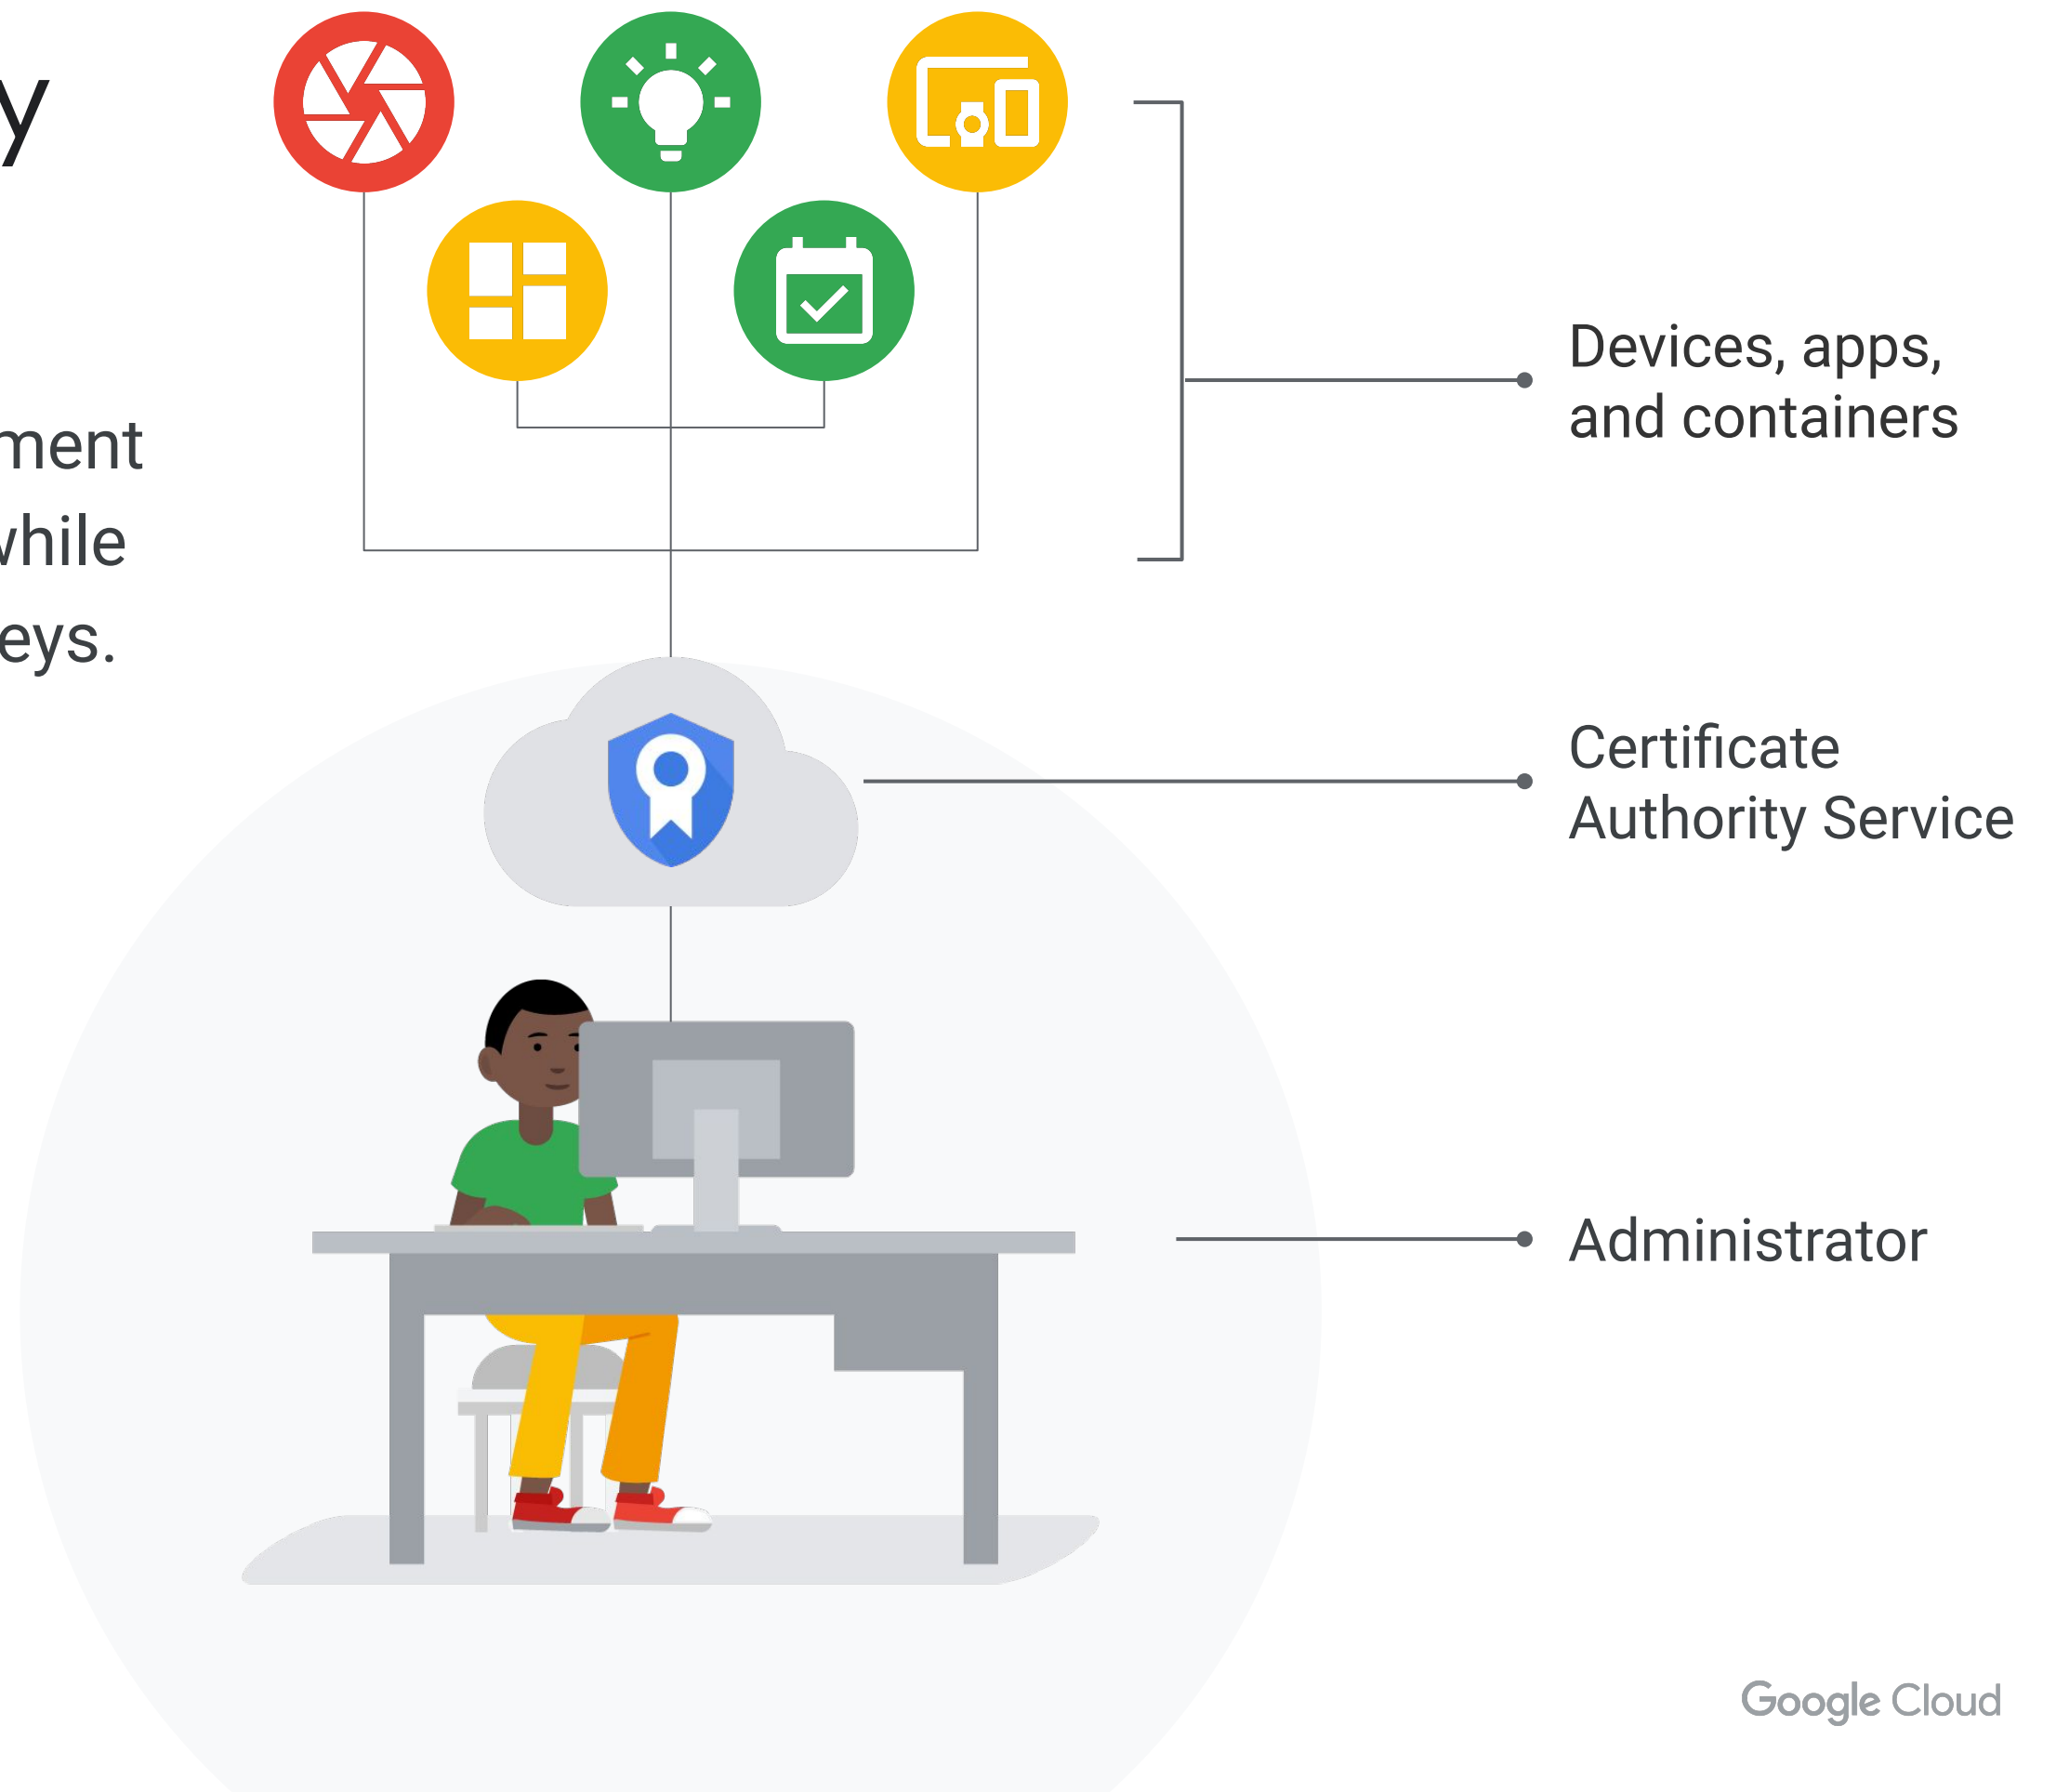 y
ment
while
eys.
Devices, apps,
and containers
Certificate
Authority Service
Administrator
Google Cloud